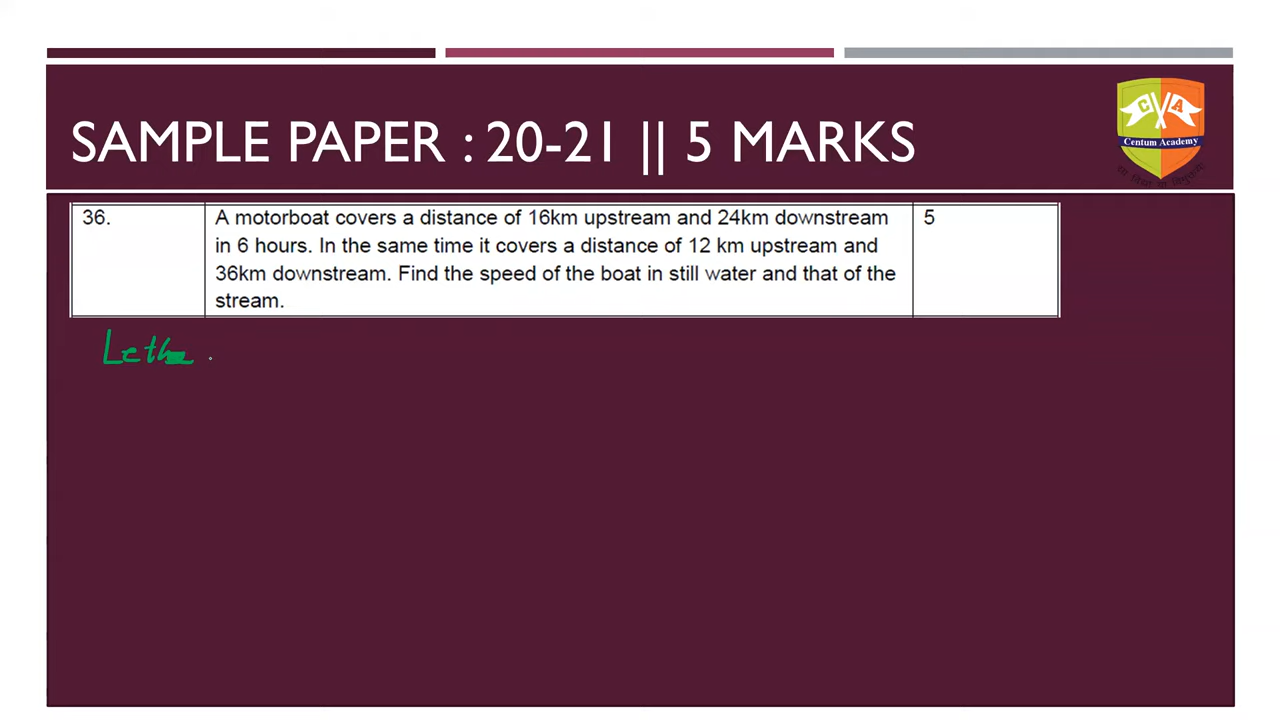 SAMPLE PAPER : 20-21 || 5 MARKS
C A
Centum Academy
36.
A motorboat covers a distance of 16km upstream and 24km downstream
in 6 hours. In the same time it covers a distance of 12 km upstream and
36km downstream. Find the speed of the boat in still water and that of the
stream.
5
Let